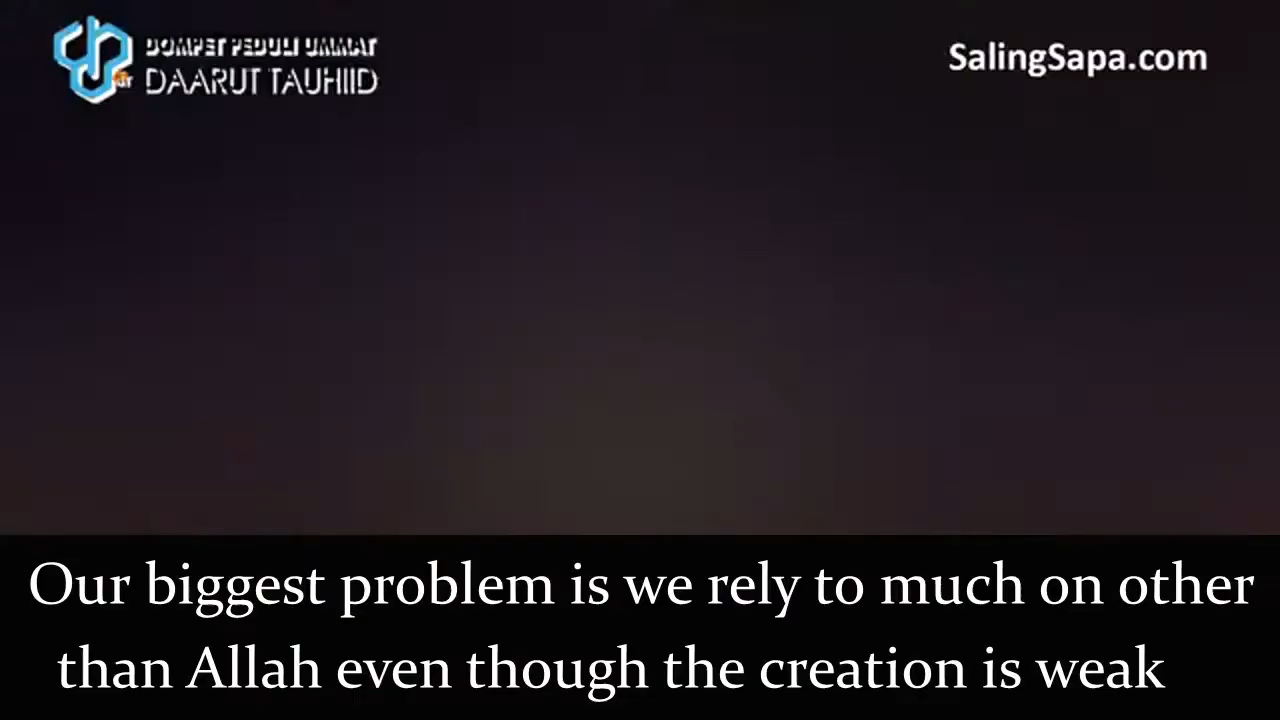 DOMPET PEDULI UMMAT
DAARUT TAUHIID
SalingSapa.com
Our biggest problem is we rely to much on other
than Allah even though the creation is weak